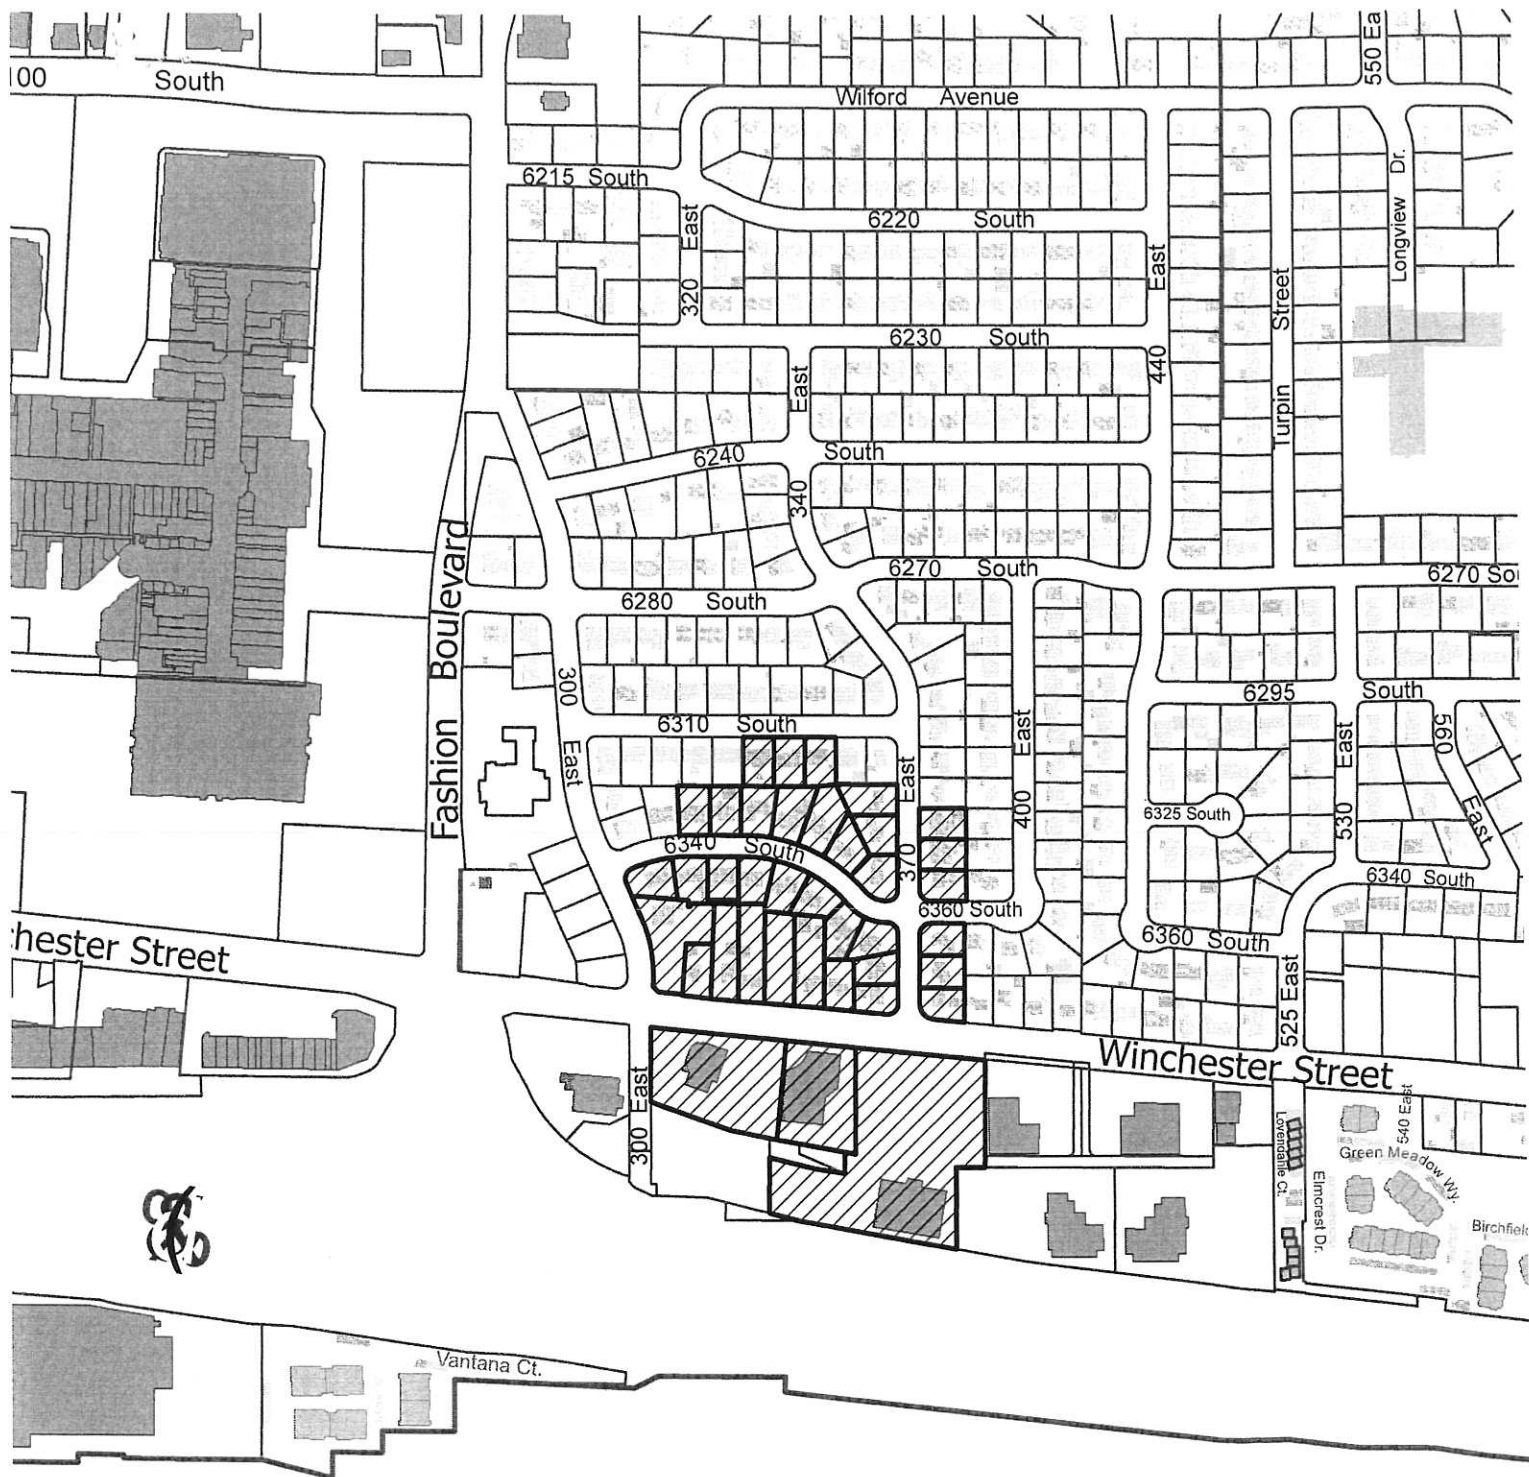 100 South
Wilford Avenue
550 Ea
Longview Dr.
6215 South
6220 South
320 East
6230 South
440 East
Turpin Street
340 East
6240 South
6270 South
6270 Sou
6280 South
Fashion Boulevard
300 East
6295 South
6310 South
400 East
370 East
530 East
560 East
6325 South
6340 South
6340 South
6360 South
6360 South
525 East
chester Street
Winchester Street
300 East
540 East
Lovendahle Ct.
Elmcrest Dr.
Green Meadow Wy.
Birchfield
Vantana Ct.